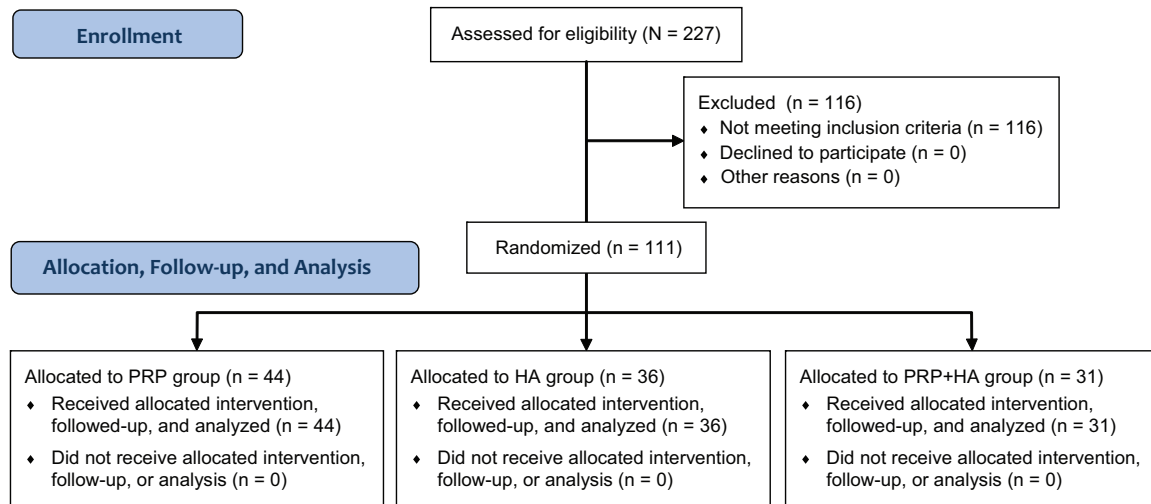 Enrollment
Assessed for eligibility (N = 227)
Excluded (n = 116)
♦ Not meeting inclusion criteria (n = 116)
♦ Declined to participate (n = 0)
♦ Other reasons (n = 0)
Randomized (n = 111)
Allocation, Follow-up, and Analysis
Allocated to PRP group (n = 44)
♦ Received allocated intervention,
followed-up, and analyzed (n = 44)
♦ Did not receive allocated intervention,
follow-up, or analysis (n = 0)
Allocated to HA group (n = 36)
♦ Received allocated intervention,
followed-up, and analyzed (n = 36)
♦ Did not receive allocated intervention,
follow-up, or analysis (n = 0)
Allocated to PRP+HA group (n = 31)
♦ Received allocated intervention,
followed-up, and analyzed (n = 31)
♦ Did not receive allocated intervention,
follow-up, or analysis (n = 0)